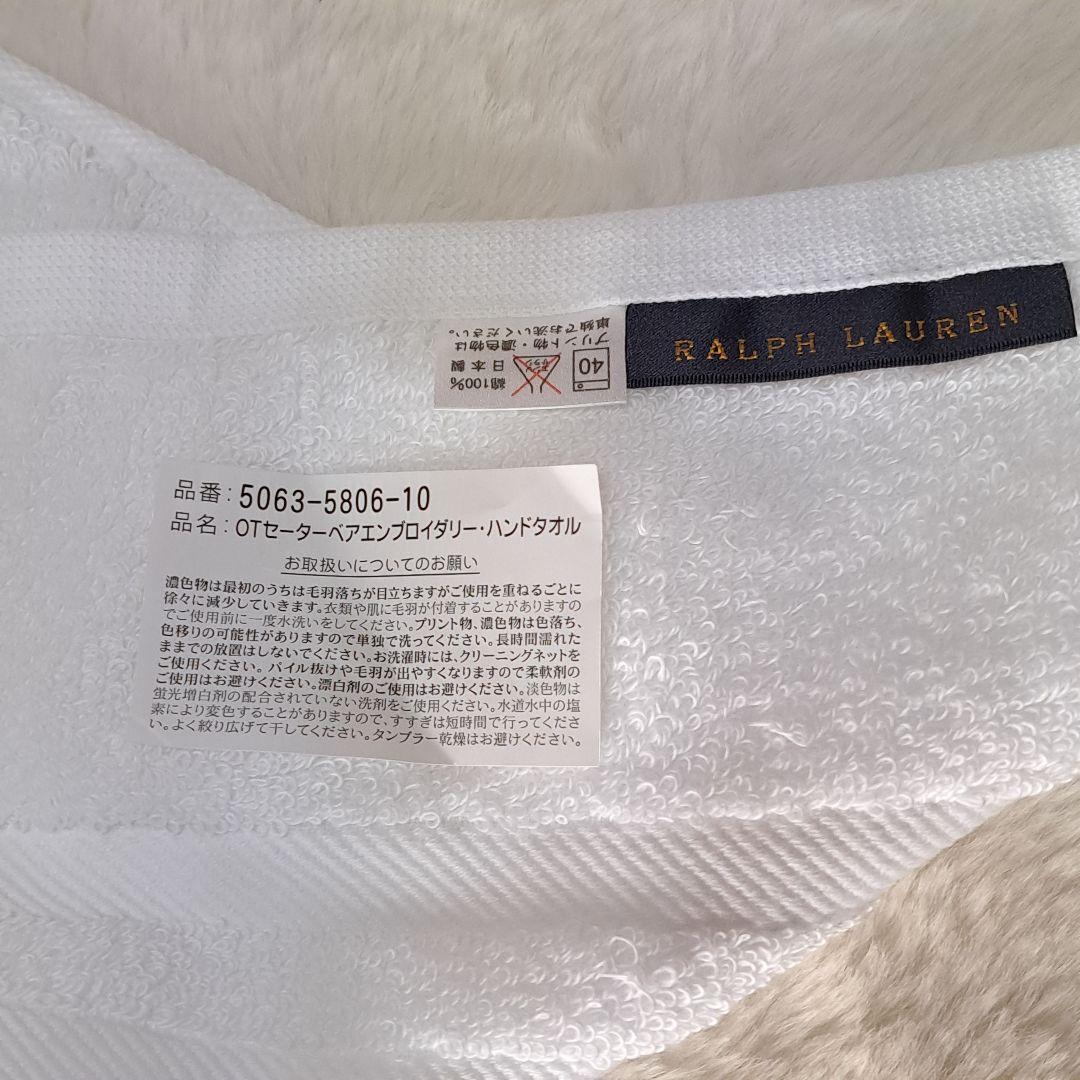 RALPH LAUREN
40
エンソサラシ
綿100%
日本製
プリント物・濃色物は
単独でお洗いください。
品番:5063-5806-10
品名:OTセーターベアエンブロイダリー・ハンドタオル
お取扱いについてのお願い
濃色物は最初のうちは毛羽落ちが目立ちますがご使用を重ねるごとに
徐々に減少していきます。衣類や肌に毛羽が付着することがありますの
でご使用前に一度水洗いをしてください。プリント物、濃色物は色落ち、
色移りの可能性がありますので単独で洗ってください。長時間濡れた
ままでの放置はしないでください。お洗濯時には、クリーニングネットを
ご使用ください。パイル抜けや毛羽が出やすくなりますので柔軟剤の
ご使用はお避けください。漂白剤のご使用はお避けください。淡色物は
蛍光増白剤の配合されていない洗剤をご使用ください。水道水中の塩
素により変色することがありますので、すすぎは短時間で行ってくださ
い。よく絞り広げて干してください。タンブラー乾燥はお避けください。